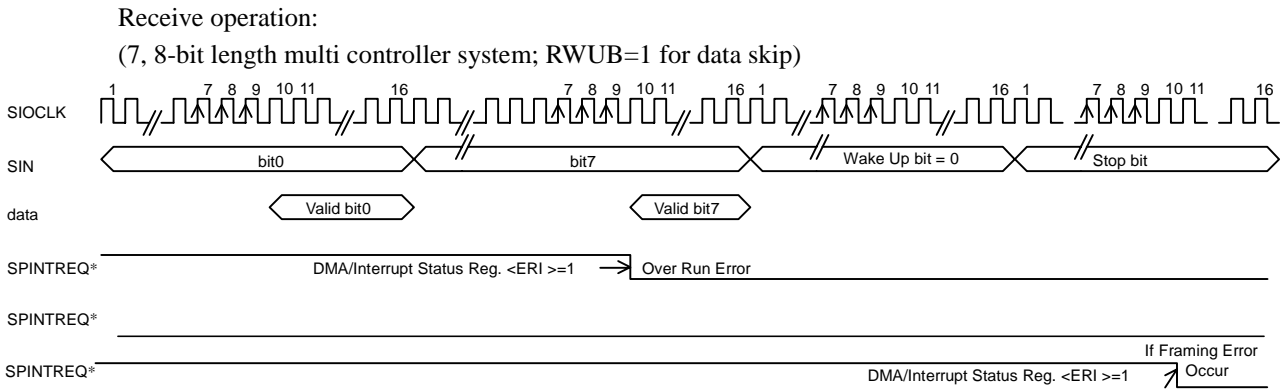 Receive operation:
(7, 8-bit length multi controller system; RWUB=1 for data skip)
1 7 8 9 10 11 16 7 8 9 10 11 16 1 7 8 9 10 11 16 1 7 8 9 10 11 16
SIOCLK
SIN bit0 bit7 Wake Up bit = 0 Stop bit
data Valid bit0 Valid bit7
SPINTREQ* DMA/Interrupt Status Reg. <ERI >=1 Over Run Error
SPINTREQ*
If Framing Error
SPINTREQ* DMA/Interrupt Status Reg. <ERI >=1 Occur